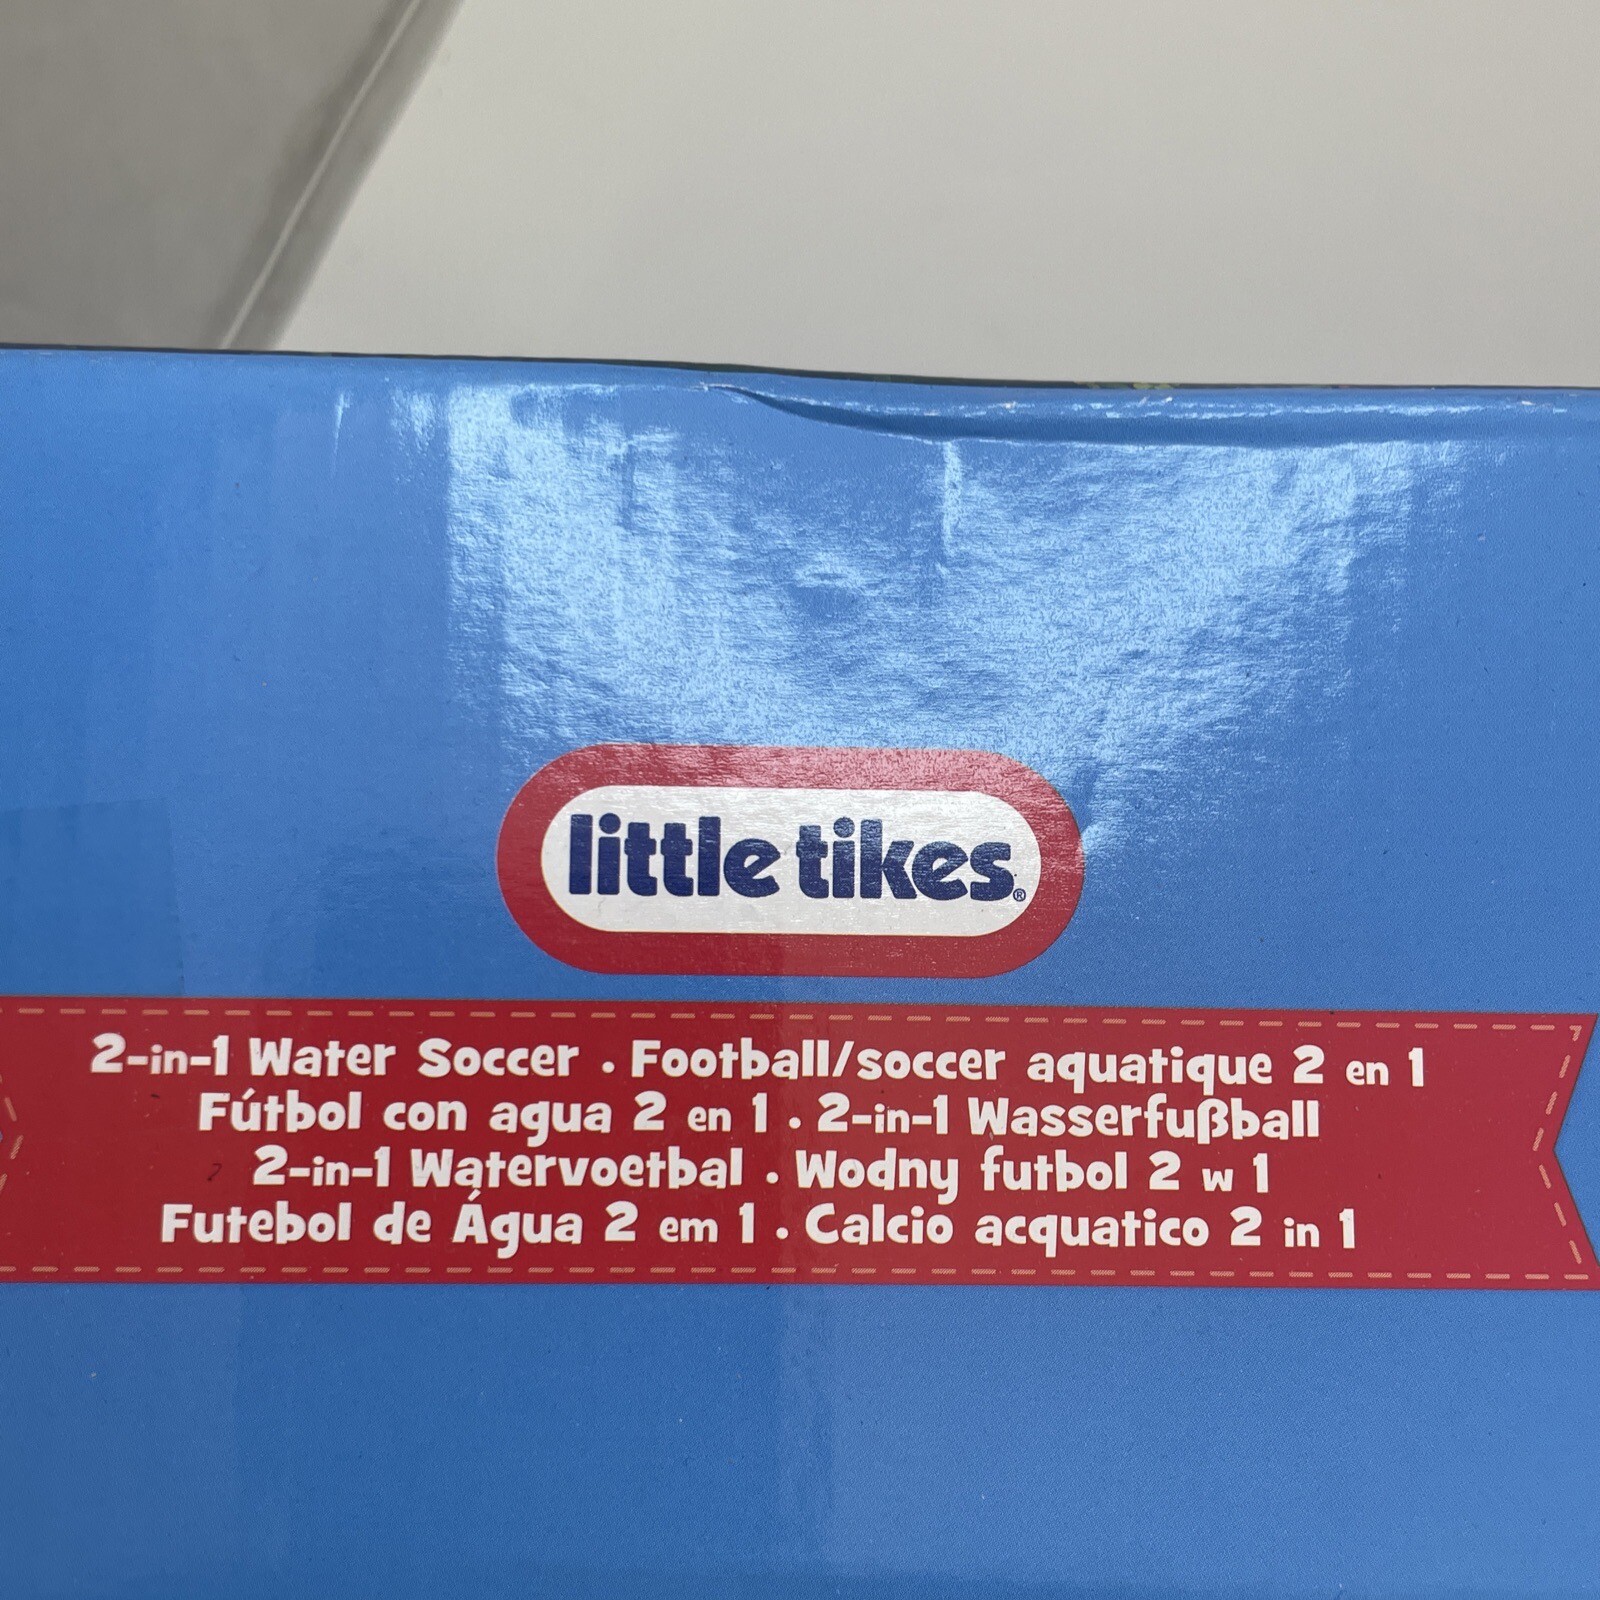 little tikes®
2-in-1 Water Soccer • Football/soccer aquatique 2 en 1
Fútbol con agua 2 en 1 • 2-in-1 Wasserfußball
2-in-1 Watervoetbal • Wodny futbol 2 w 1
Futebol de Água 2 em 1 • Calcio acquatico 2 in 1